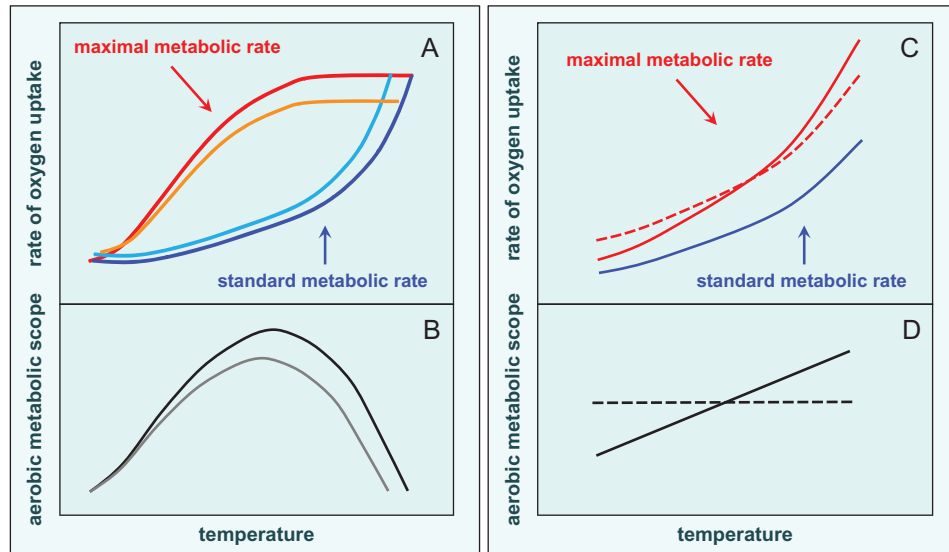 A
maximal metabolic rate
rate of oxygen uptake
standard metabolic rate
B
aerobic metabolic scope
temperature
C
maximal metabolic rate
rate of oxygen uptake
standard metabolic rate
D
aerobic metabolic scope
temperature